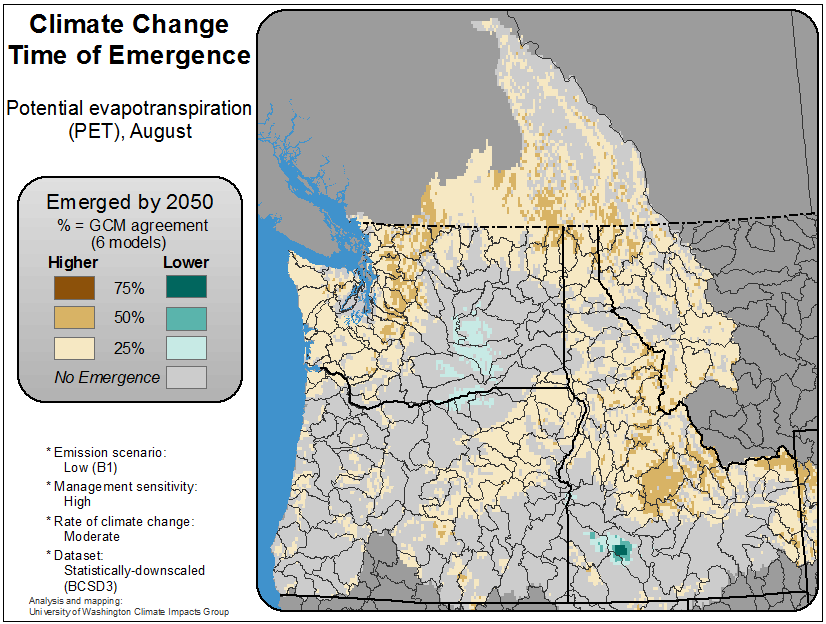 Climate Change
Time of Emergence
Potential evapotranspiration
(PET), August
Emerged by 2050
% = GCM agreement
(6 models)
Higher Lower
75%
50%
25%
No Emergence
* Emission scenario:
Low (B1)
* Management sensitivity:
High
* Rate of climate change:
Moderate
* Dataset:
Statistically-downscaled
(BCSD3)
Analysis and mapping:
University of Washington Climate Impacts Group